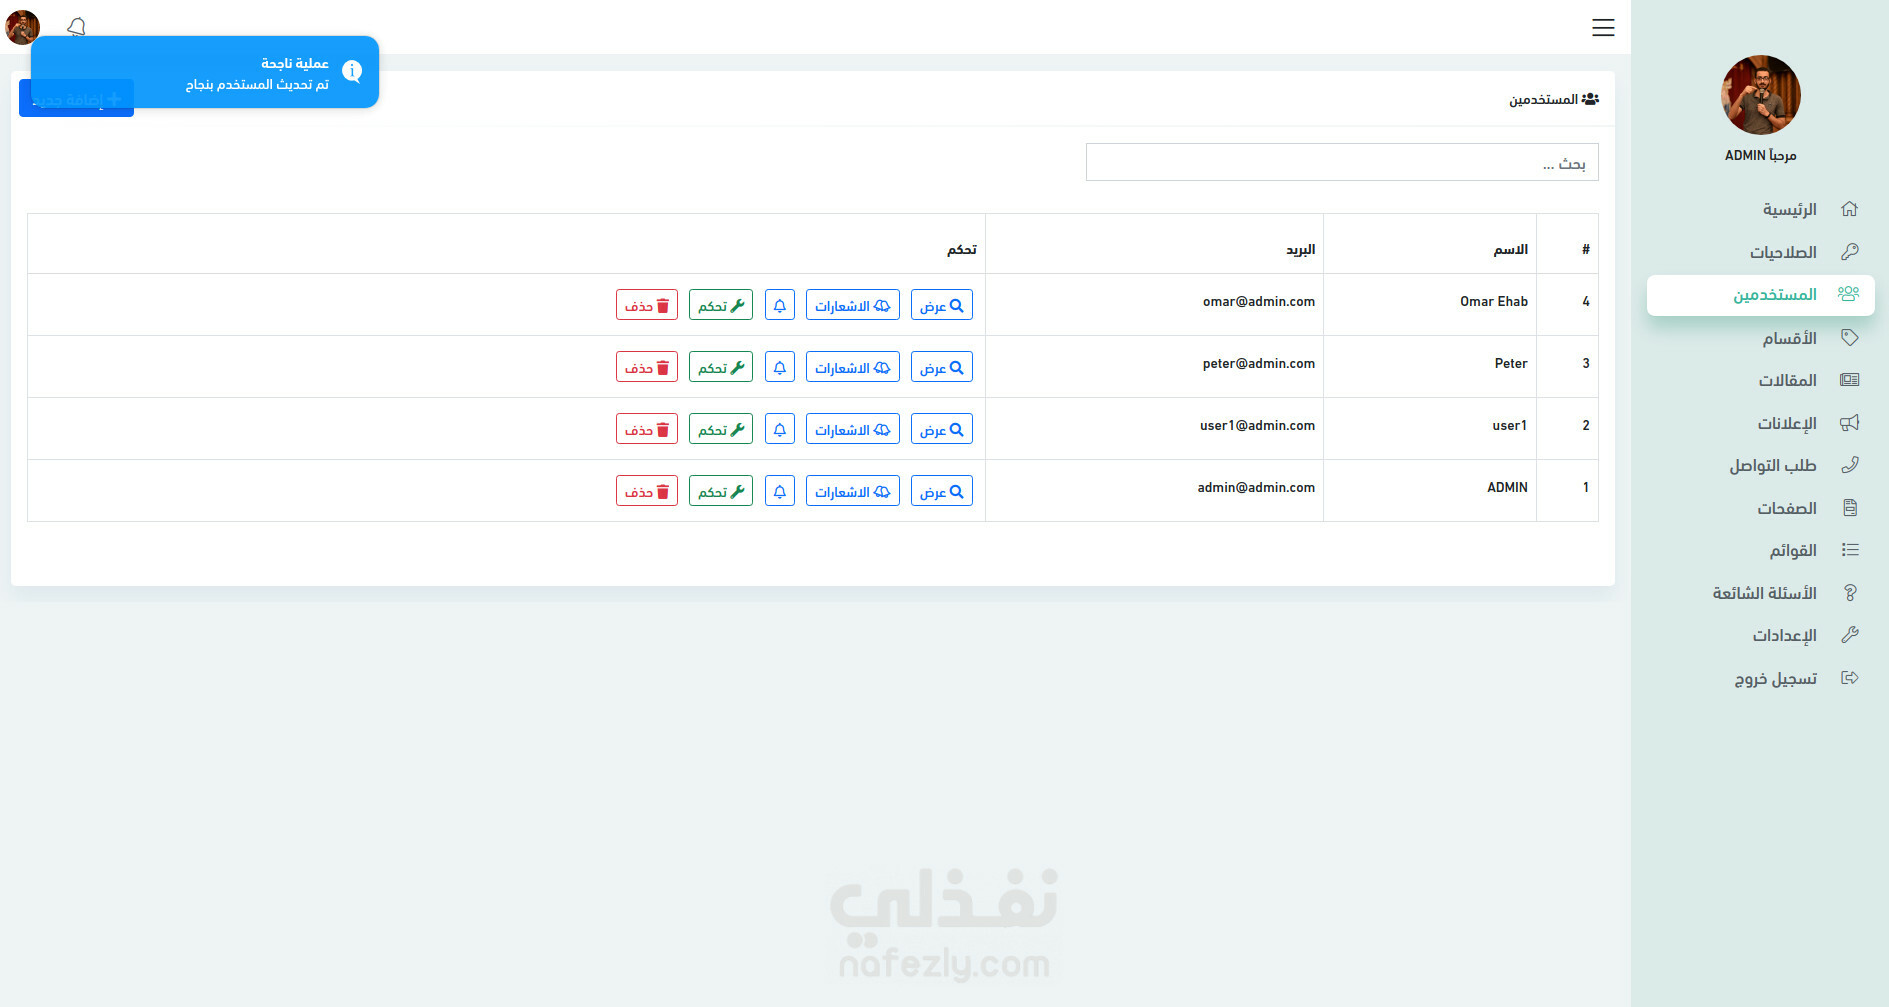 عملية ناجحة
تم تحديث المستخدم بنجاح
المستخدمين
إضافة جديد
بحث ...
# الاسم البريد تحكم
4 Omar Ehab omar@admin.com عرض الاشعارات تحكم حذف
3 Peter peter@admin.com عرض الاشعارات تحكم حذف
2 user1 user1@admin.com عرض الاشعارات تحكم حذف
1 ADMIN admin@admin.com عرض الاشعارات تحكم حذف
مرحباً ADMIN
الرئيسية
الصلاحيات
المستخدمين
الأقسام
المقالات
الإعلانات
طلب التواصل
الصفحات
القوائم
الأسئلة الشائعة
الإعدادات
تسجيل خروج
نفذلي
nafezly.com